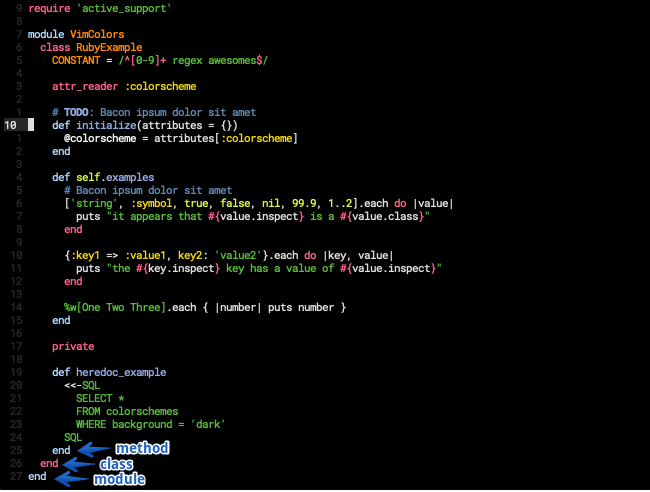 9 require 'active_support'
8
7 module VimColors
6   class RubyExample
5     CONSTANT = /^[0-9]+ regex awesomes$/
4
3     attr_reader :colorscheme
2
1     # TODO: Bacon ipsum dolor sit amet
10     def initialize(attributes = {})
1       @colorscheme = attributes[:colorscheme]
2     end
3
4     def self.examples
5       # Bacon ipsum dolor sit amet
6       ['string', :symbol, true, false, nil, 99.9, 1..2].each do |value|
7         puts "it appears that #{value.inspect} is a #{value.class}"
8       end
9
10       {:key1 => :value1, key2: 'value2'}.each do |key, value|
11         puts "the #{key.inspect} key has a value of #{value.inspect}"
12       end
13
14       %w[One Two Three].each { |number| puts number }
15     end
16
17     private
18
19     def heredoc_example
20       <<-SQL
21         SELECT *
22         FROM colorschemes
23         WHERE background = 'dark'
24       SQL
25     end method
26   end class
27 end module